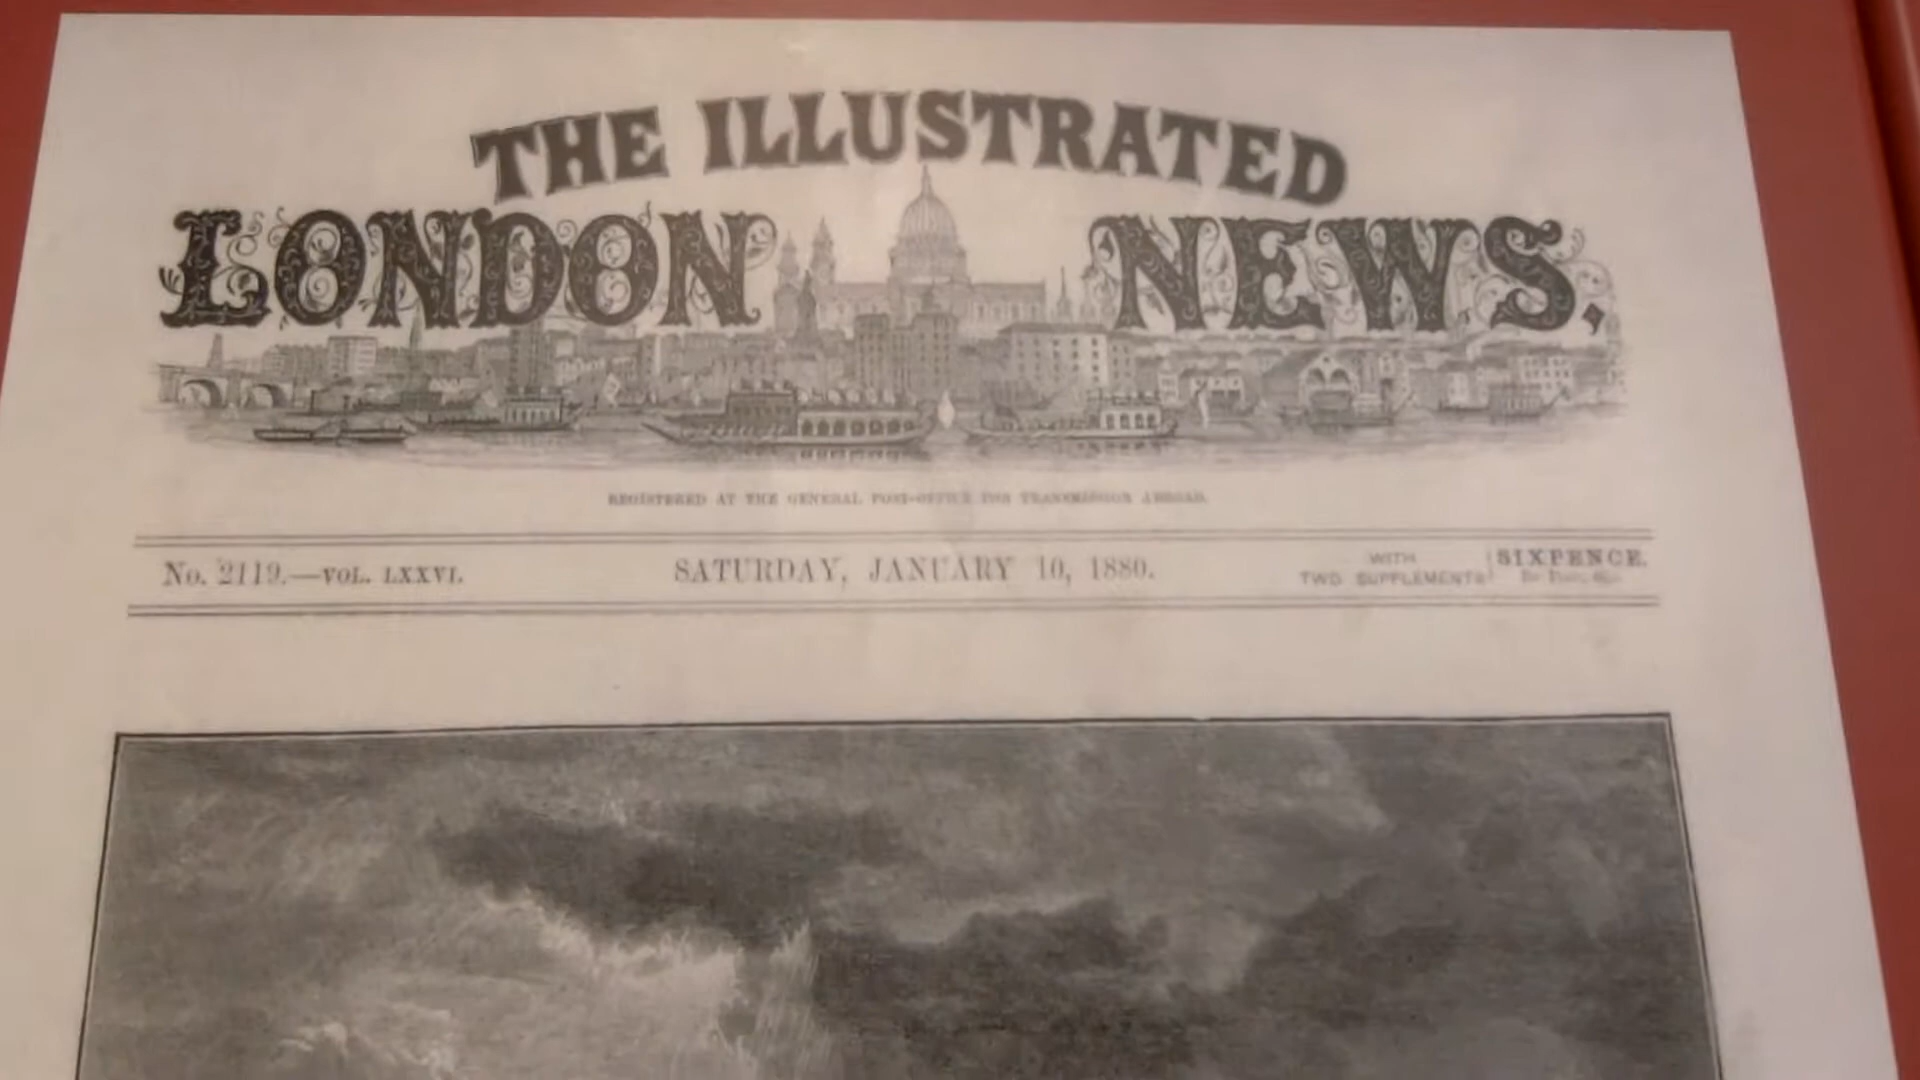 THE ILLUSTRATED
LONDON NEWS.
REGISTERED AT THE GENERAL POST-OFFICE FOR TRANSMISSION ABROAD.
No. 2119.—VOL. LXXVI.
SATURDAY, JANUARY 10, 1880.
WITH
TWO SUPPLEMENTS
SIXPENCE.